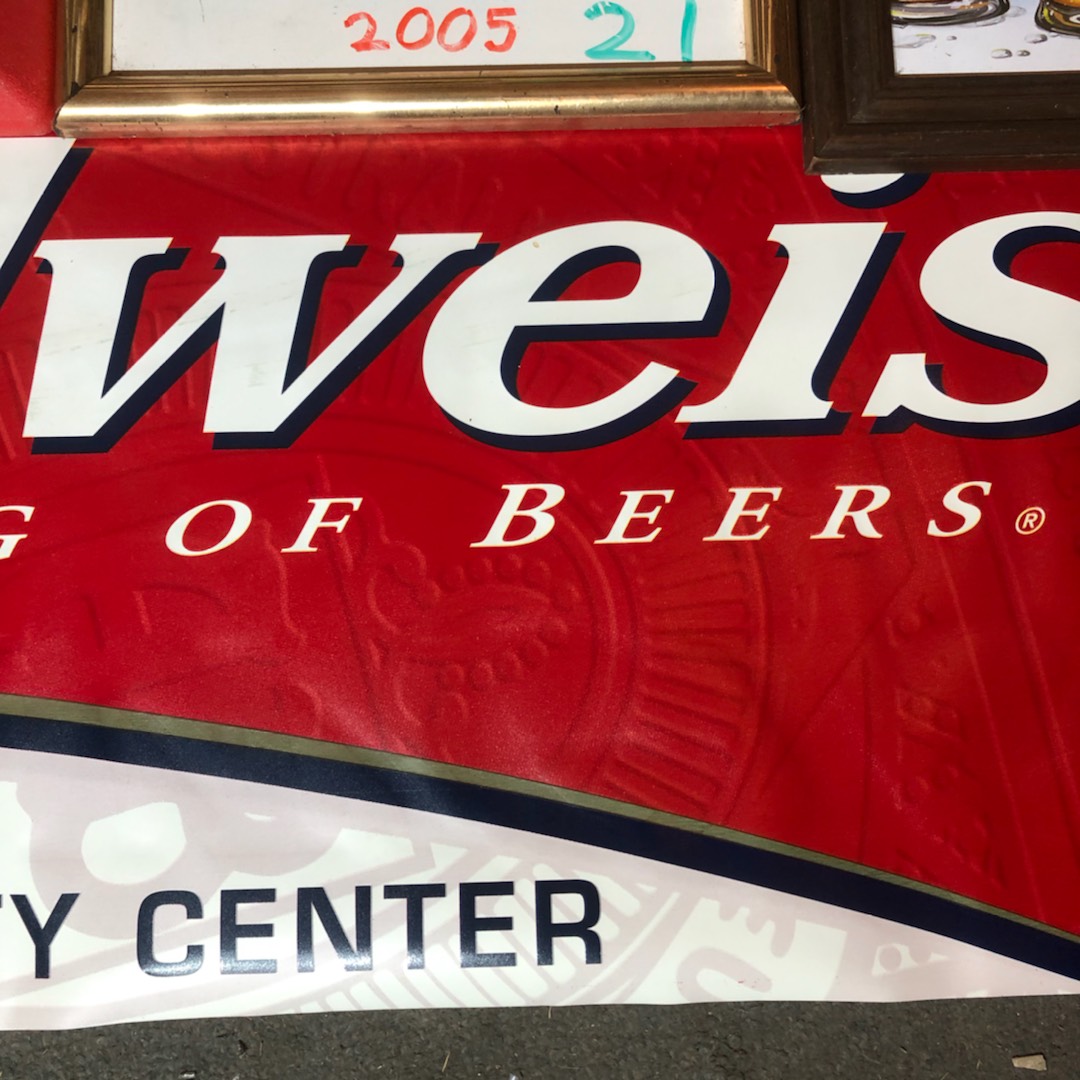 2005 21
weis
G OF BEERS®
TY CENTER